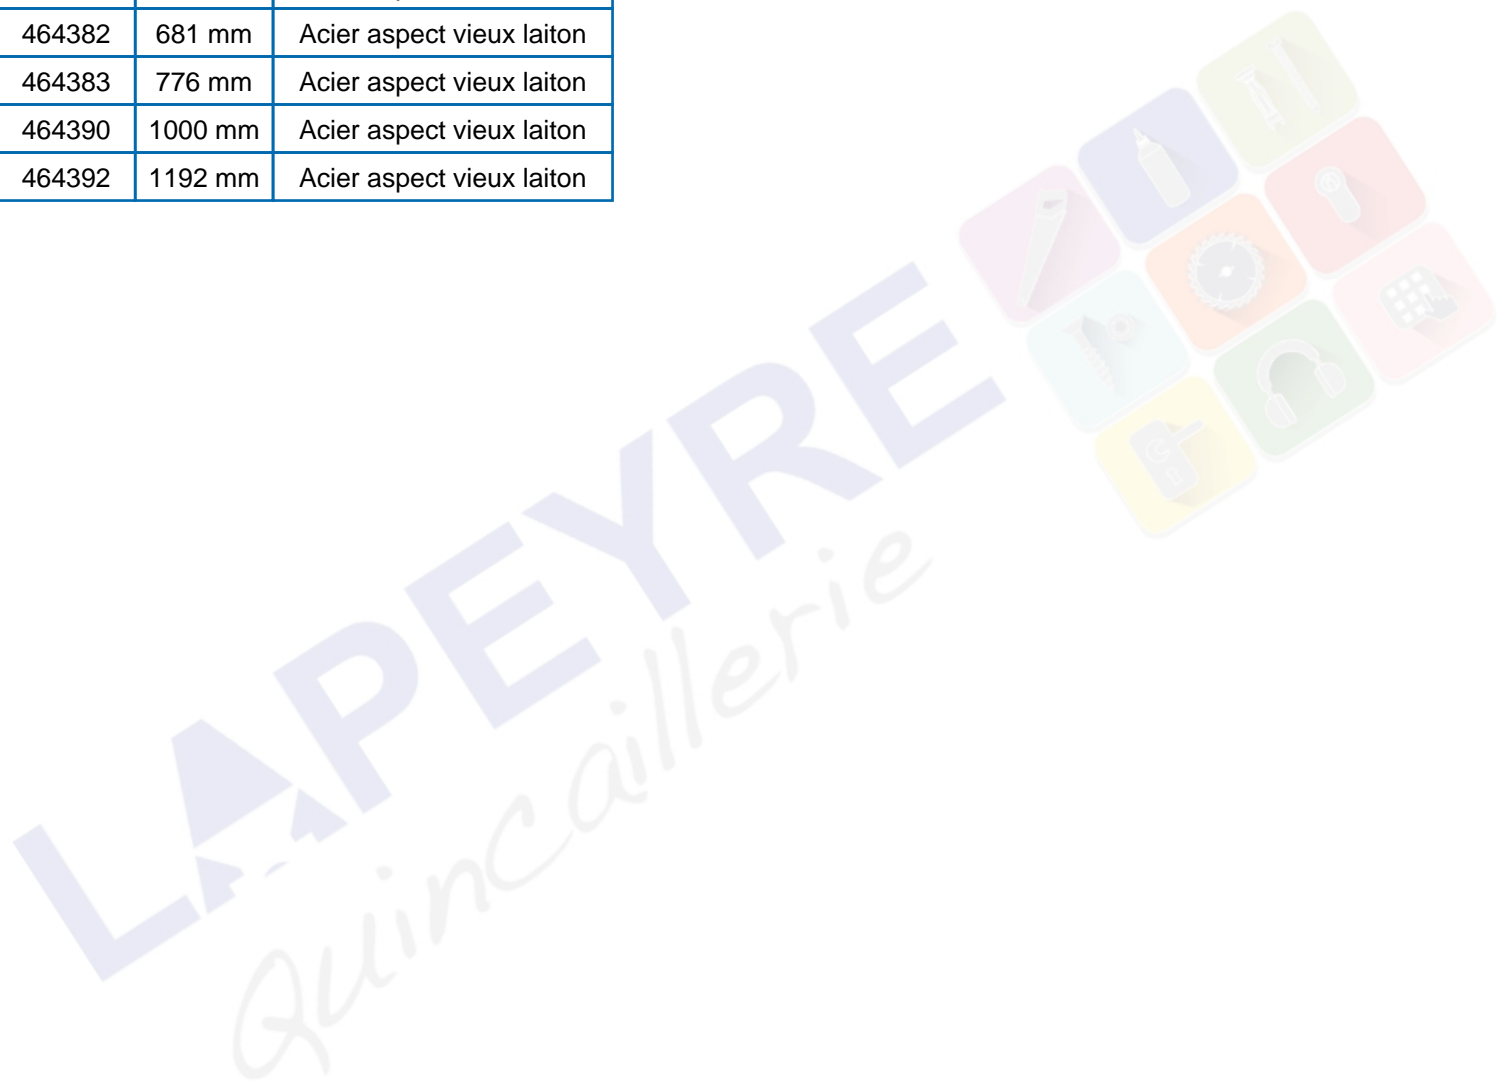 464382 681 mm Acier aspect vieux laiton
464383 776 mm Acier aspect vieux laiton
464390 1000 mm Acier aspect vieux laiton
464392 1192 mm Acier aspect vieux laiton
LAPEYRE
Quincaillerie